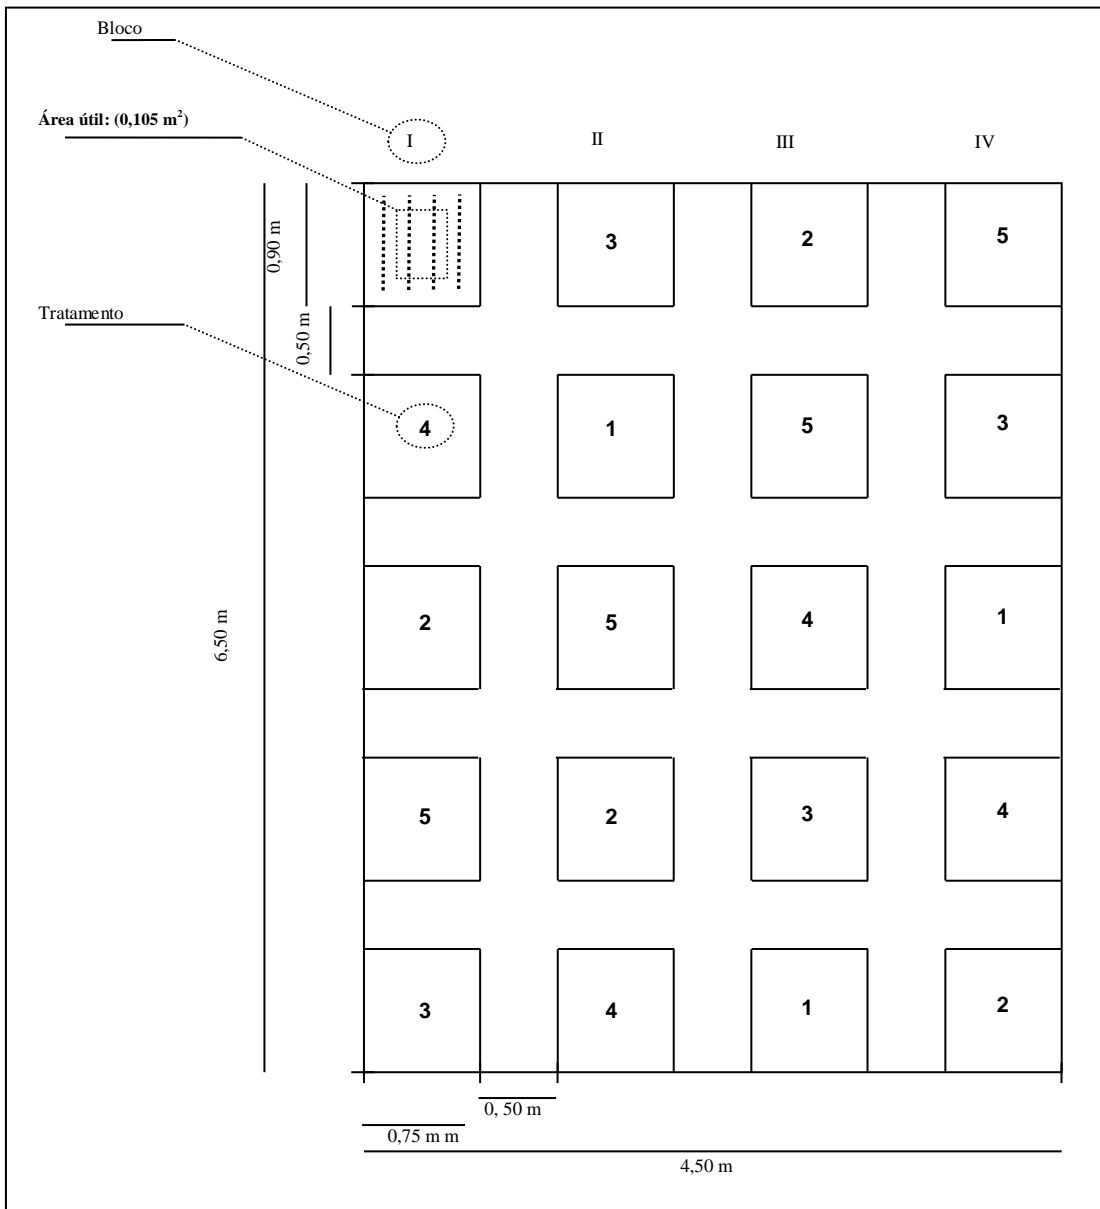 Bloco
Área útil: (0,105 m²)
I II III IV
0,90 m
3 2 5
Tratamento
0,50 m
4 1 5 3
6,50 m
2 5 4 1
5 2 3 4
3 4 1 2
0, 50 m
0,75 m m
4,50 m